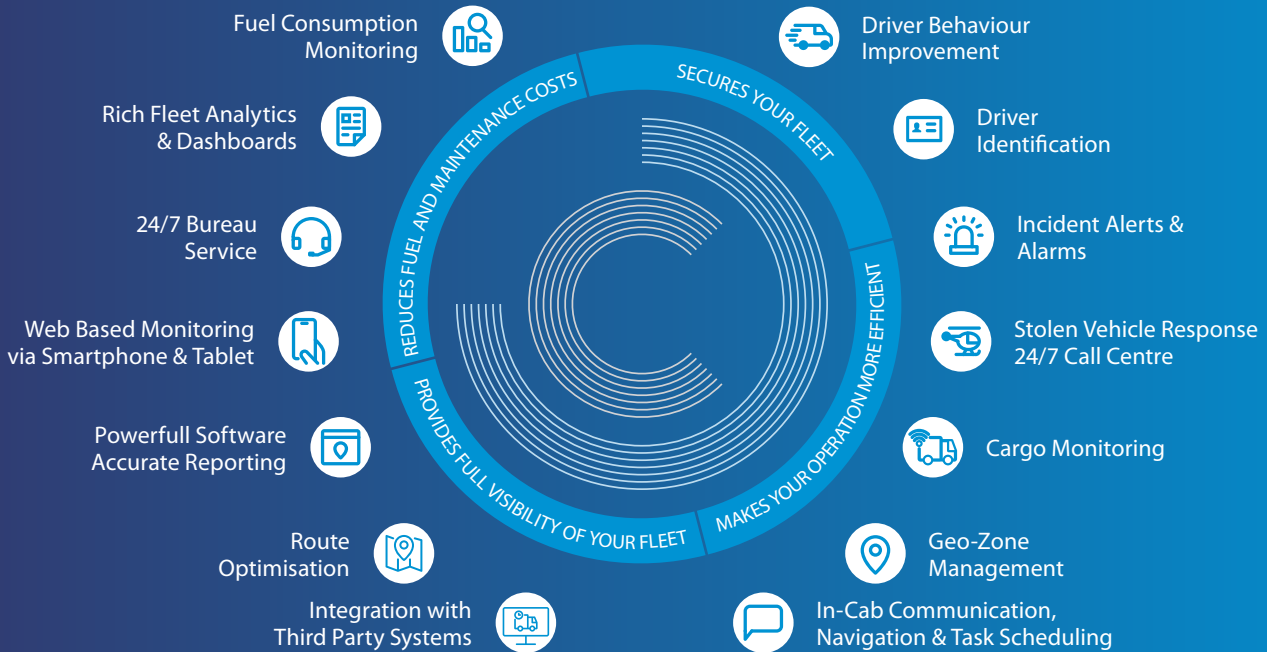 Fuel Consumption
Monitoring
Rich Fleet Analytics
& Dashboards
24/7 Bureau
Service
Web Based Monitoring
via Smartphone & Tablet
Powerfull Software
Accurate Reporting
Route
Optimisation
Integration with
Third Party Systems
REDUCES FUEL AND MAINTENANCE COSTS
SECURES YOUR FLEET
MAKES YOUR OPERATION MORE EFFICIENT
PROVIDES FULL VISIBILITY OF YOUR FLEET
Driver Behaviour
Improvement
Driver
Identification
Incident Alerts &
Alarms
Stolen Vehicle Response
24/7 Call Centre
Cargo Monitoring
Geo-Zone
Management
In-Cab Communication,
Navigation & Task Scheduling